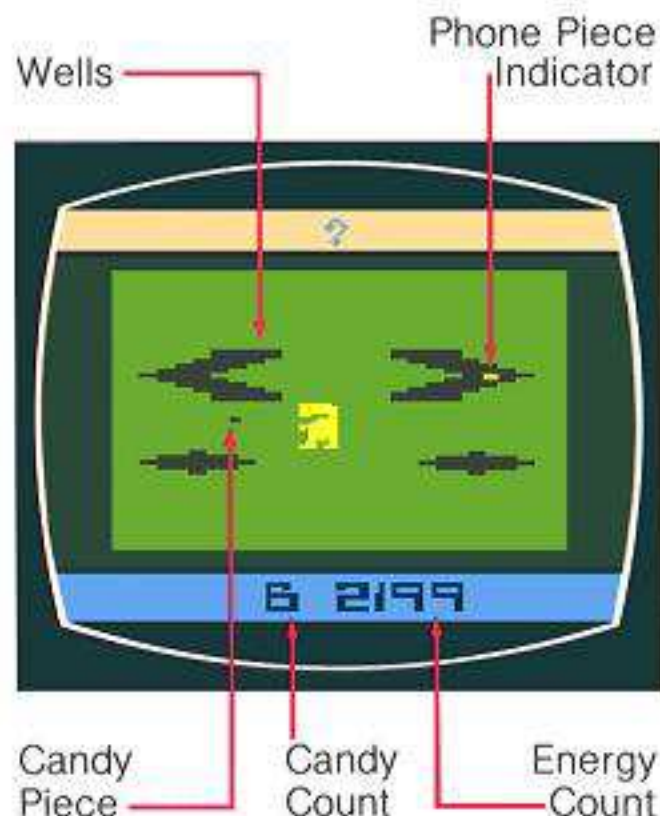 Wells
Phone Piece
Indicator
?
6 2199
Candy
Piece
Candy
Count
Energy
Count